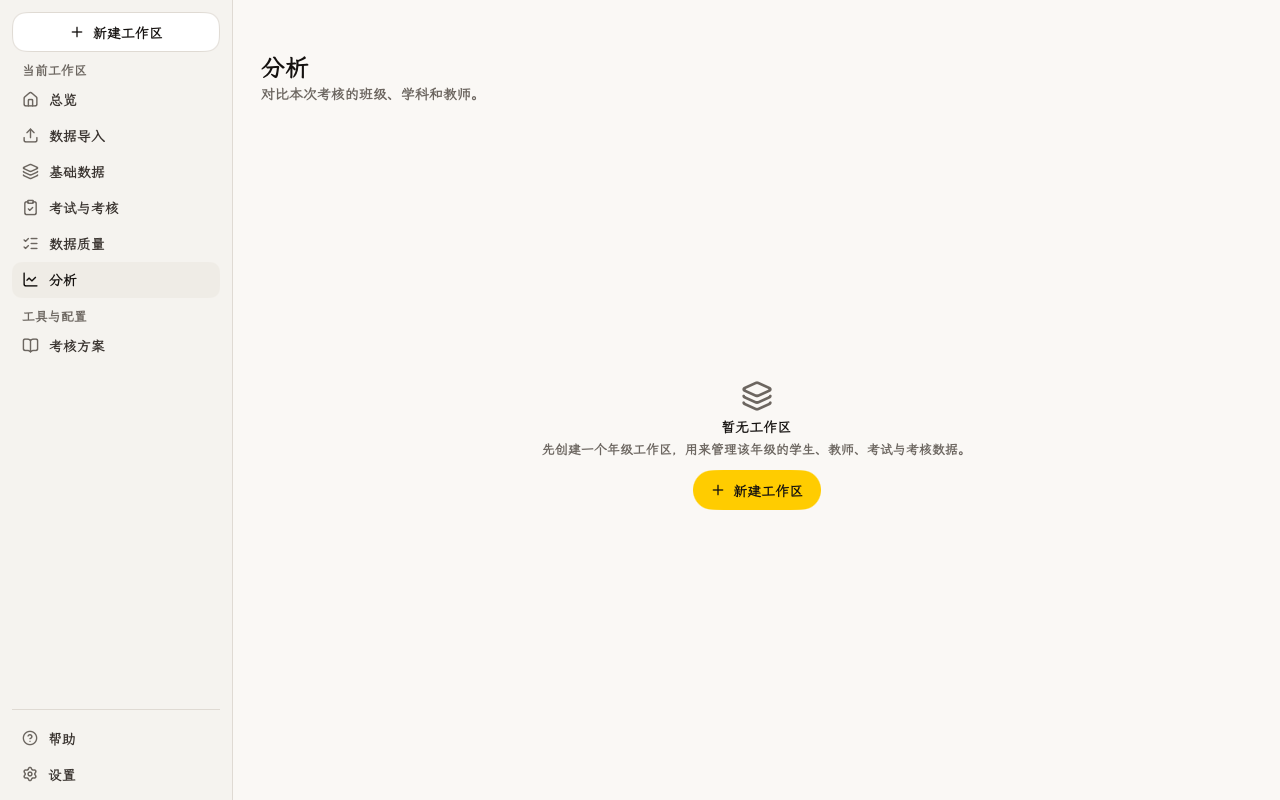 新建工作区
当前工作区
总览
数据导入
基础数据
考试与考核
数据质量
分析
工具与配置
考核方案
帮助
设置
分析
对比本次考核的班级、学科和教师。
暂无工作区
先创建一个年级工作区，用来管理该年级的学生、教师、考试与考核数据。
新建工作区